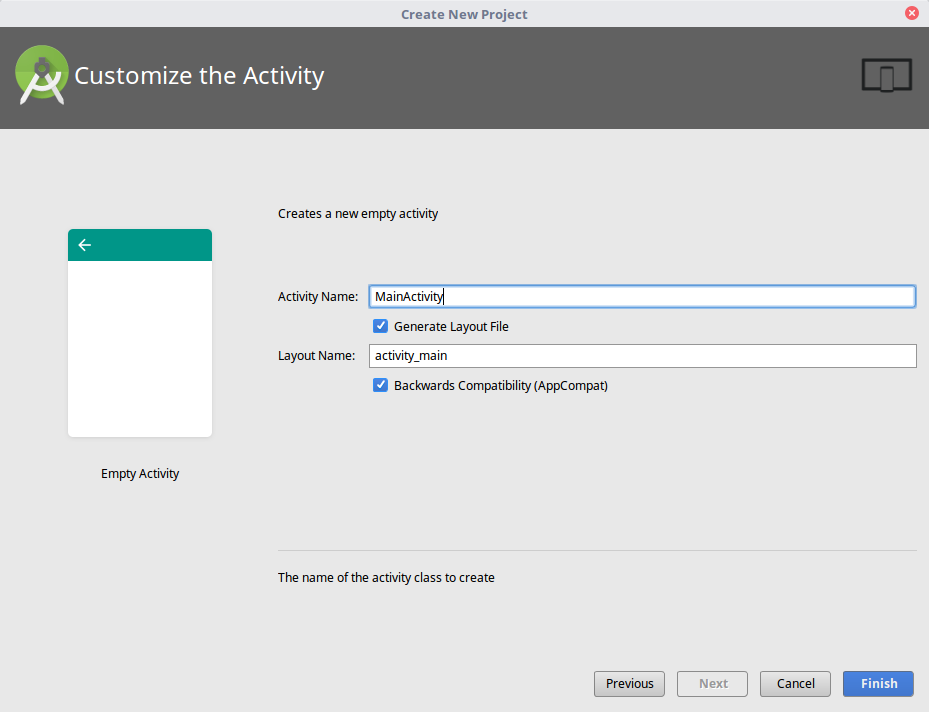 Create New Project
Customize the Activity
Creates a new empty activity
Activity Name: MainActivity
Generate Layout File
Layout Name: activity_main
Backwards Compatibility (AppCompat)
Empty Activity
The name of the activity class to create
Previous Next Cancel Finish